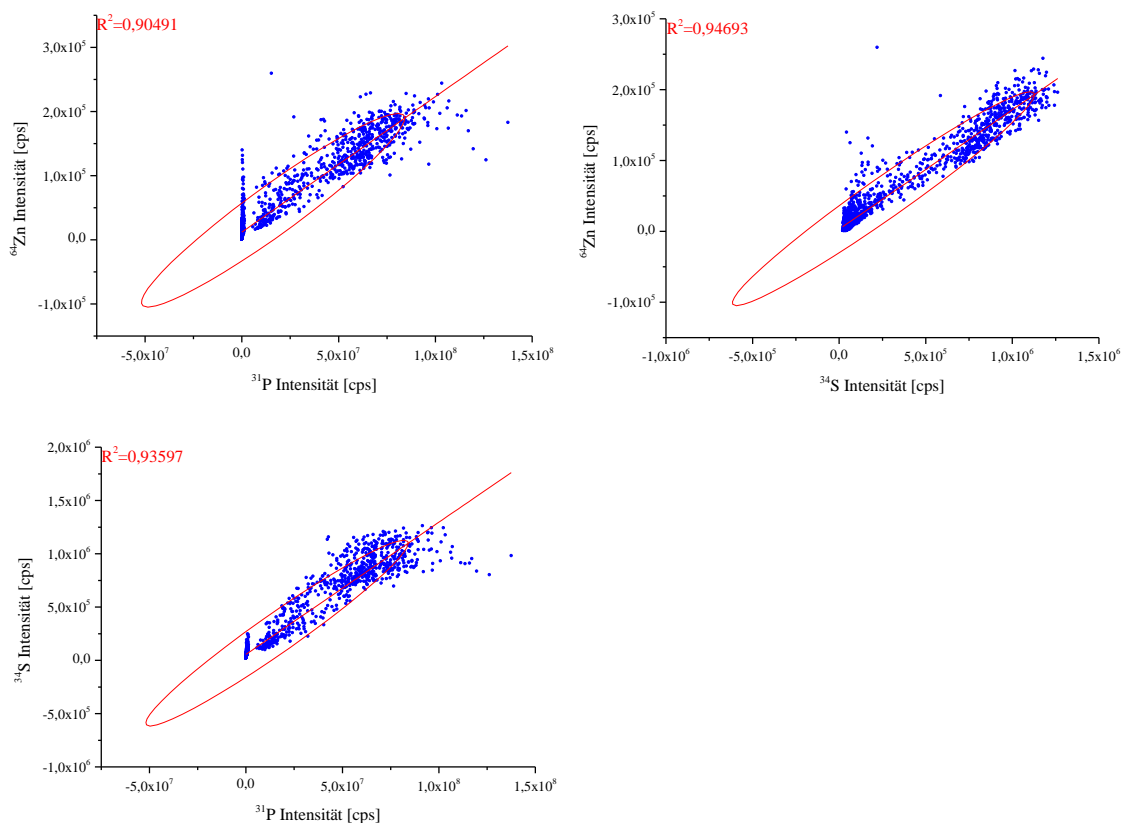 R²=0,90491
3,0x10⁵
2,0x10⁵
1,0x10⁵
0,0
-1,0x10⁵
⁶⁴Zn Intensität [cps]
-5,0x10⁷ 0,0 5,0x10⁷ 1,0x10⁸ 1,5x10⁸
³¹P Intensität [cps]
R²=0,94693
3,0x10⁵
2,0x10⁵
1,0x10⁵
0,0
-1,0x10⁵
⁶⁴Zn Intensität [cps]
-1,0x10⁶ -5,0x10⁵ 0,0 5,0x10⁵ 1,0x10⁶ 1,5x10⁶
³⁴S Intensität [cps]
R²=0,93597
2,0x10⁶
1,5x10⁶
1,0x10⁶
5,0x10⁵
0,0
-5,0x10⁵
-1,0x10⁶
³⁴S Intensität [cps]
-5,0x10⁷ 0,0 5,0x10⁷ 1,0x10⁸ 1,5x10⁸
³¹P Intensität [cps]